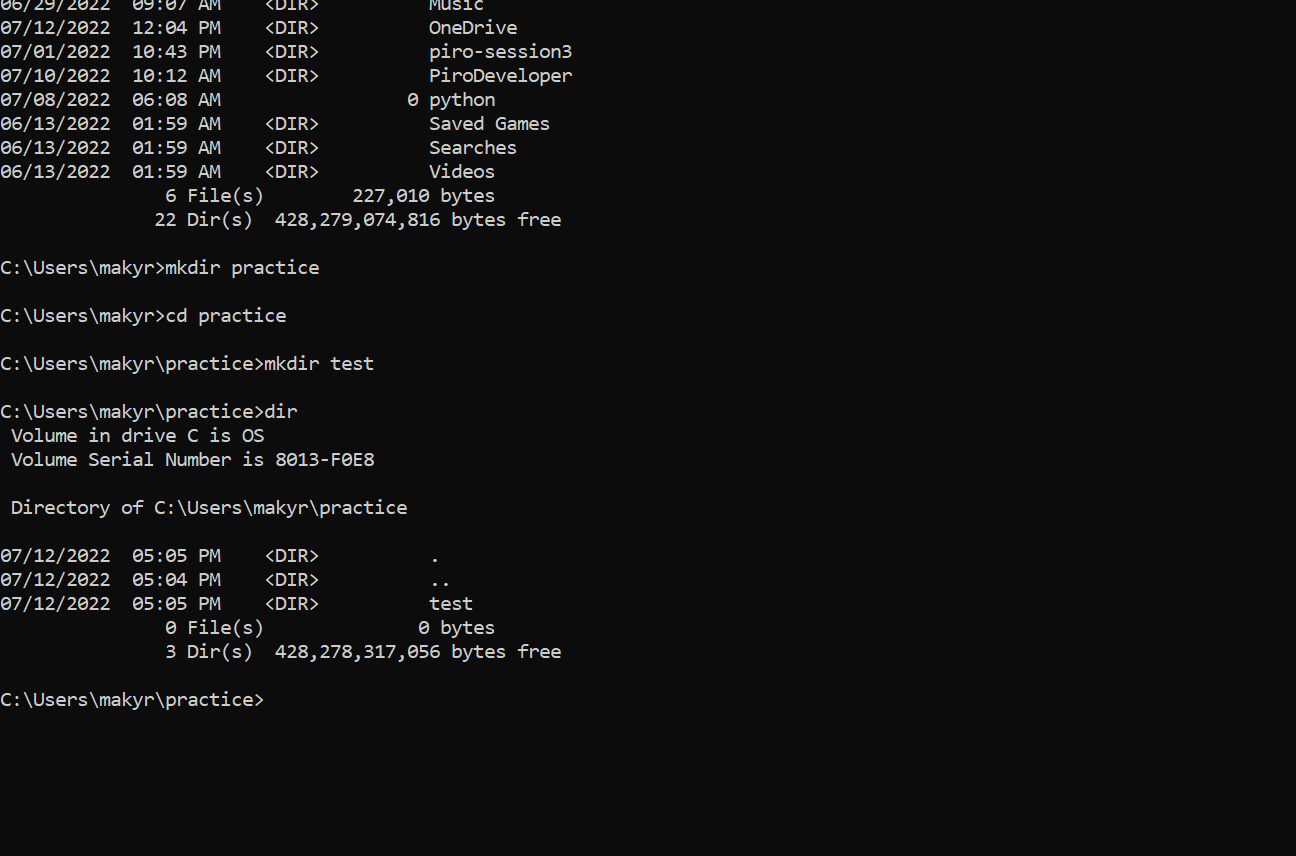 06/29/2022  09:07 AM    <DIR>          Music
07/12/2022  12:04 PM    <DIR>          OneDrive
07/01/2022  10:43 PM    <DIR>          piro-session3
07/10/2022  10:12 AM    <DIR>          PiroDeveloper
07/08/2022  06:08 AM                 0 python
06/13/2022  01:59 AM    <DIR>          Saved Games
06/13/2022  01:59 AM    <DIR>          Searches
06/13/2022  01:59 AM    <DIR>          Videos
               6 File(s)        227,010 bytes
              22 Dir(s)  428,279,074,816 bytes free
C:\Users\makyr>mkdir practice
C:\Users\makyr>cd practice
C:\Users\makyr\practice>mkdir test
C:\Users\makyr\practice>dir
 Volume in drive C is OS
 Volume Serial Number is 8013-F0E8
 Directory of C:\Users\makyr\practice
07/12/2022  05:05 PM    <DIR>          .
07/12/2022  05:04 PM    <DIR>          ..
07/12/2022  05:05 PM    <DIR>          test
               0 File(s)              0 bytes
               3 Dir(s)  428,278,317,056 bytes free
C:\Users\makyr\practice>